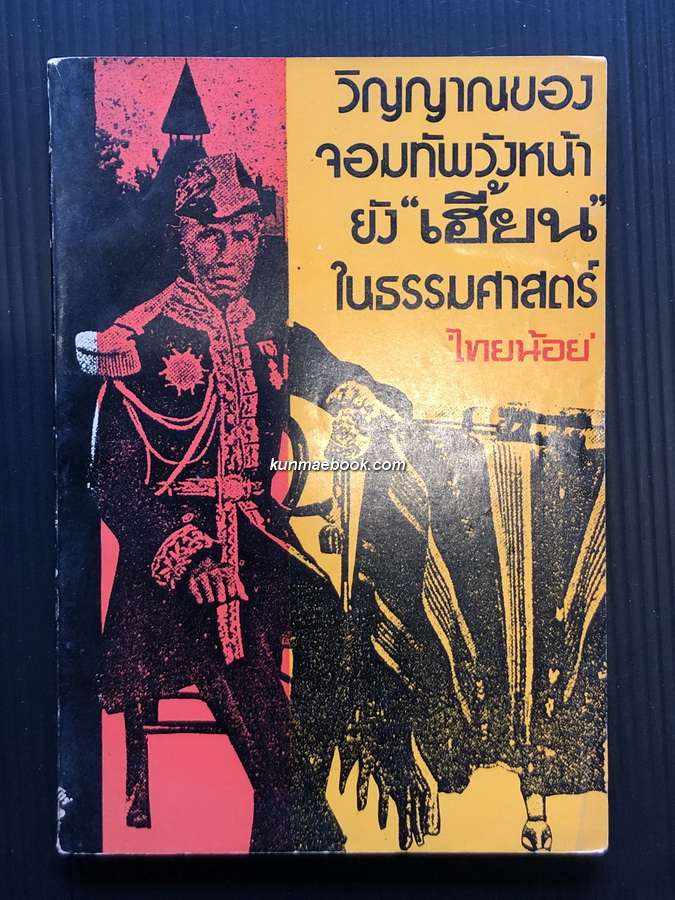 วิญญาณของ
จอมทัพวังหน้า
ยัง "เฮี้ยน"
ในธรรมศาสตร์
'ไทยน้อย'
kunmaebook.com